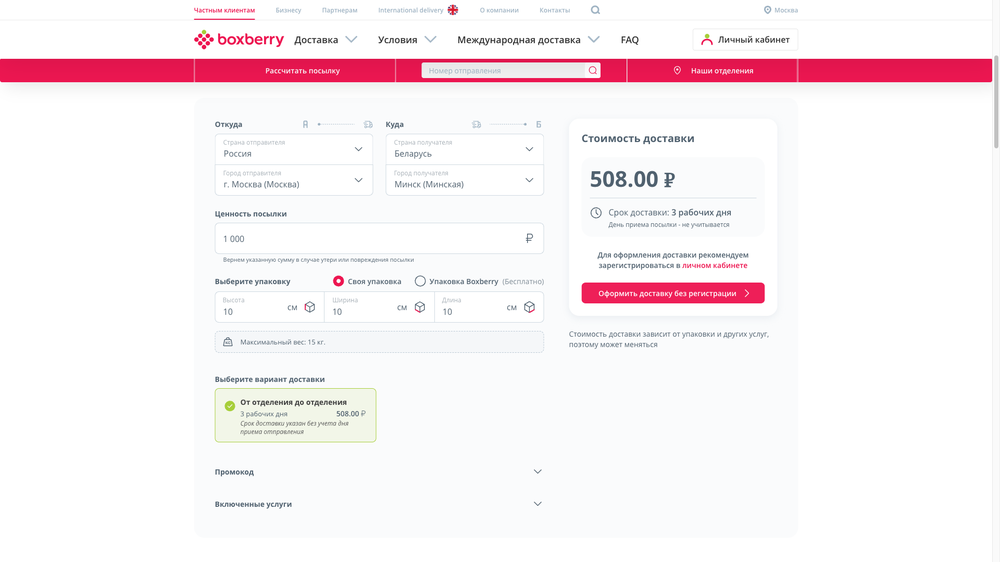 Частным клиентам
Бизнесу
Партнерам
International delivery
О компании
Контакты
Москва
boxberry
Доставка
Условия
Международная доставка
FAQ
Личный кабинет
Рассчитать посылку
Номер отправления
Наши отделения
Откуда
Куда
Страна отправителя
Россия
Город отправителя
г. Москва (Москва)
Страна получателя
Беларусь
Город получателя
Минск (Минская)
Ценность посылки
1 000
₽
Вернем указанную сумму в случае утери или повреждения посылки
Выберите упаковку
Своя упаковка
Упаковка Boxberry (Бесплатно)
Высота
10
см
Ширина
10
см
Длина
10
см
Максимальный вес: 15 кг.
Выберите вариант доставки
От отделения до отделения
3 рабочих дня 508.00 ₽
Срок доставки указан без учета дня
приема отправления
Промокод
Включенные услуги
Стоимость доставки
508.00 ₽
Срок доставки: 3 рабочих дня
День приема посылки - не учитывается
Для оформления доставки рекомендуем
зарегистрироваться в личном кабинете
Оформить доставку без регистрации
Стоимость доставки зависит от упаковки и других услуг,
поэтому может меняться